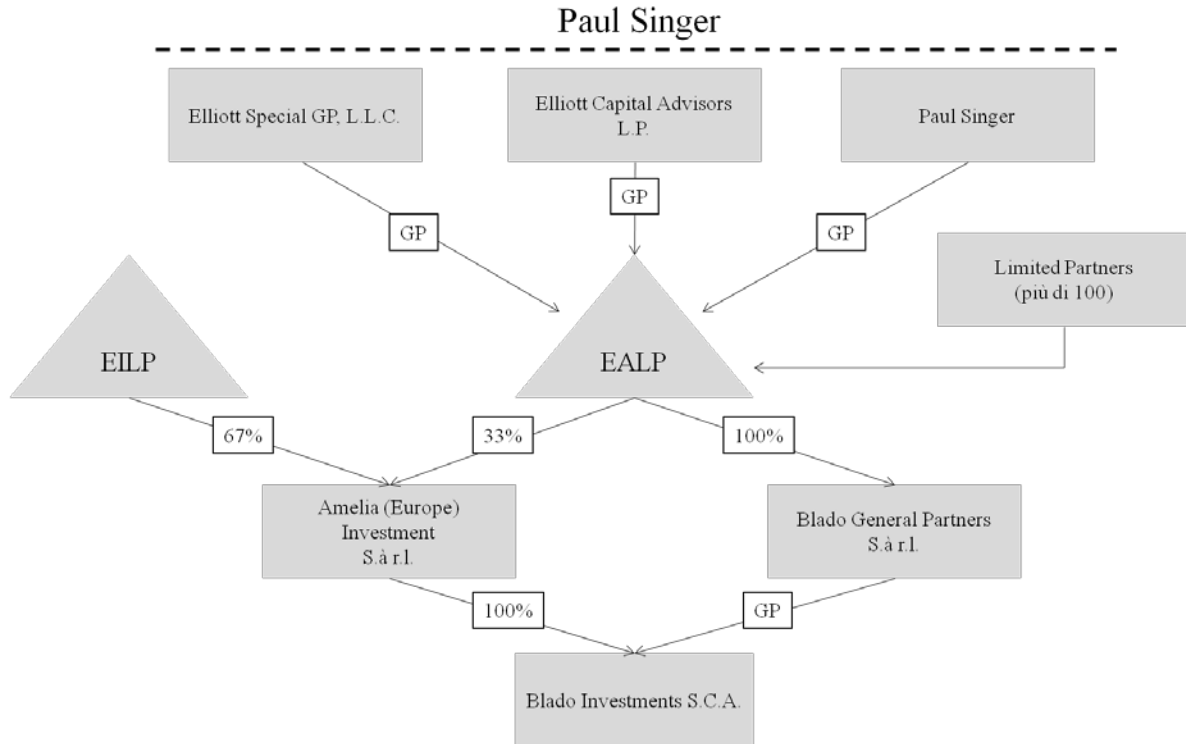 Paul Singer
Elliott Special GP, L.L.C.
Elliott Capital Advisors
L.P.
Paul Singer
GP
GP
GP
Limited Partners
(più di 100)
EILP
EALP
67%
33%
100%
Amelia (Europe)
Investment
S.à r.l.
Blado General Partners
S.à r.l.
100%
GP
Blado Investments S.C.A.